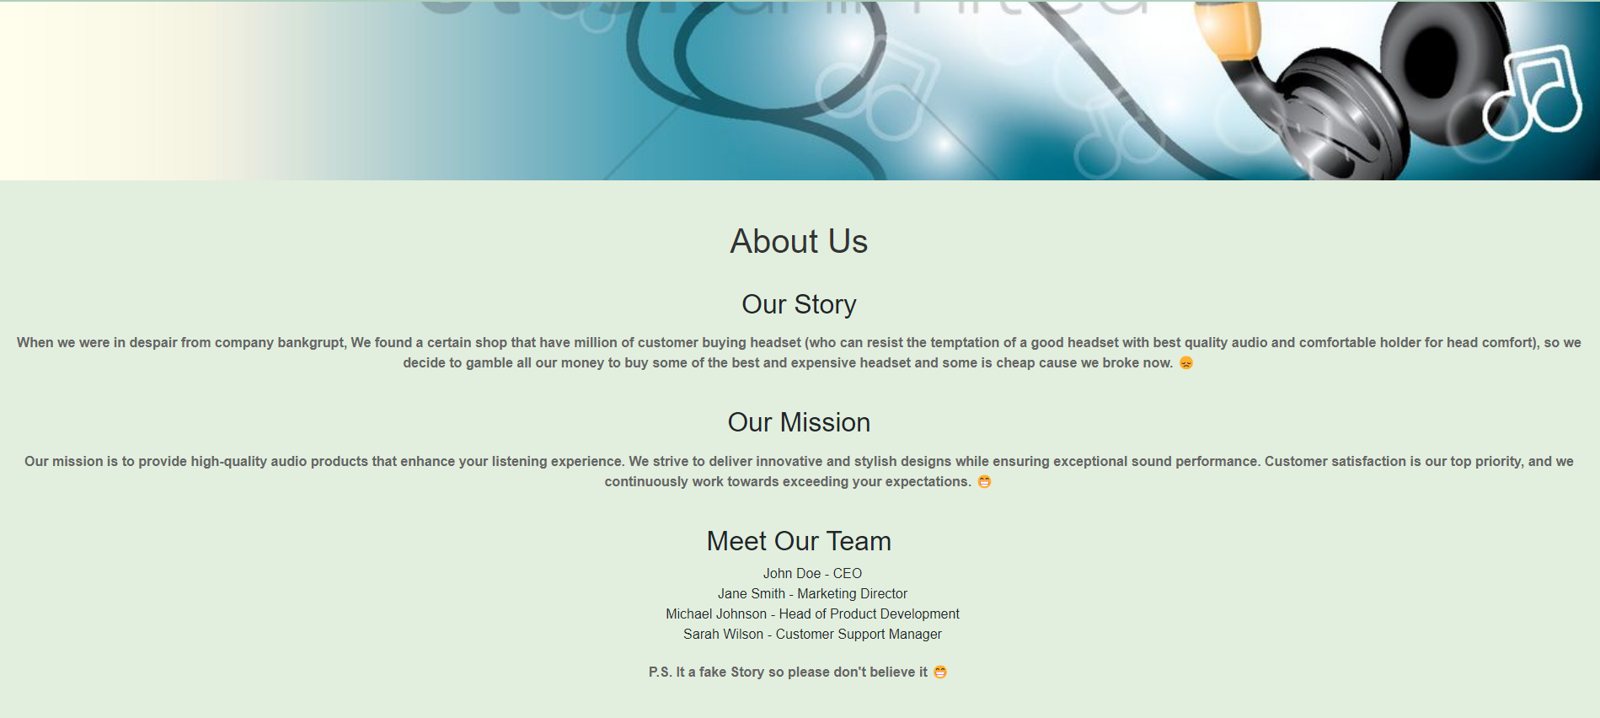 About Us
Our Story
When we were in despair from company bangrupt, We found a certain shop that have million of customer buying headset (who can resist the temptation of a good headset with best quality audio and comfortable holder for head comfort), so we
decide to gamble all our money to buy some of the best and expensive headset and some is cheap cause we broke now. 😞
Our Mission
Our mission is to provide high-quality audio products that enhance your listening experience. We strive to deliver innovative and stylish designs while ensuring exceptional sound performance. Customer satisfaction is our top priority, and we
continuously work towards exceeding your expectations. 😁
Meet Our Team
John Doe - CEO
Jane Smith - Marketing Director
Michael Johnson - Head of Product Development
Sarah Wilson - Customer Support Manager
P.S. It a fake Story so please don't believe it 😁